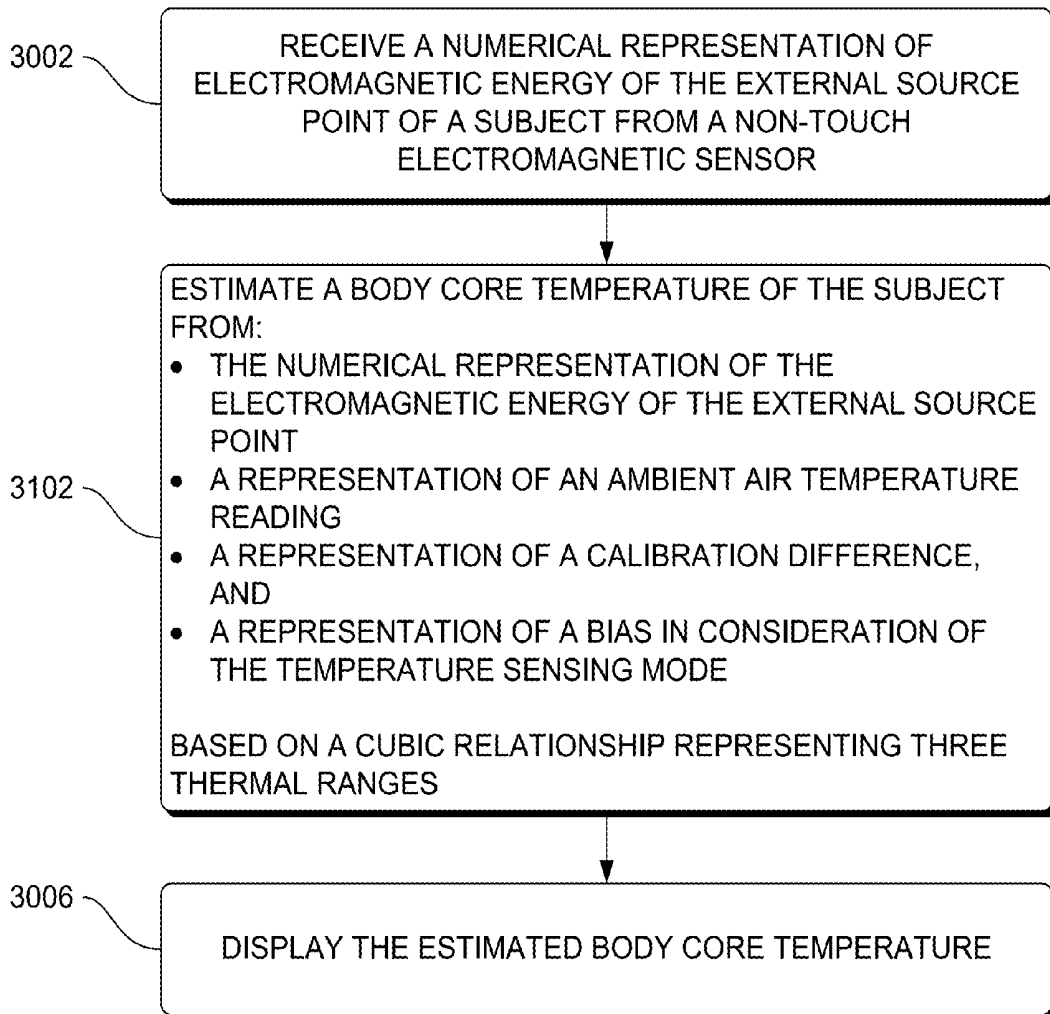 3002
RECEIVE A NUMERICAL REPRESENTATION OF
ELECTROMAGNETIC ENERGY OF THE EXTERNAL SOURCE
POINT OF A SUBJECT FROM A NON-TOUCH
ELECTROMAGNETIC SENSOR
3102
ESTIMATE A BODY CORE TEMPERATURE OF THE SUBJECT
FROM:
• THE NUMERICAL REPRESENTATION OF THE
ELECTROMAGNETIC ENERGY OF THE EXTERNAL SOURCE
POINT
• A REPRESENTATION OF AN AMBIENT AIR TEMPERATURE
READING
• A REPRESENTATION OF A CALIBRATION DIFFERENCE,
AND
• A REPRESENTATION OF A BIAS IN CONSIDERATION OF
THE TEMPERATURE SENSING MODE
BASED ON A CUBIC RELATIONSHIP REPRESENTING THREE
THERMAL RANGES
3006
DISPLAY THE ESTIMATED BODY CORE TEMPERATURE